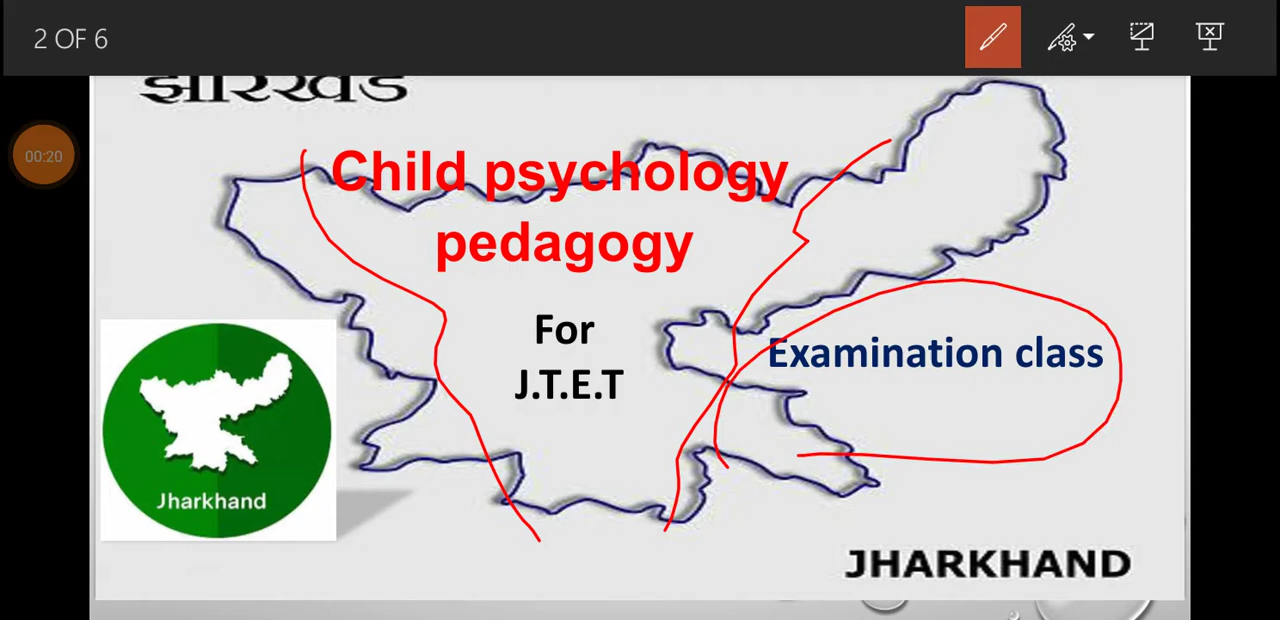 2 OF 6
झारखंड
00:20
Child psychology
pedagogy
For
J.T.E.T
Examination class
Jharkhand
JHARKHAND